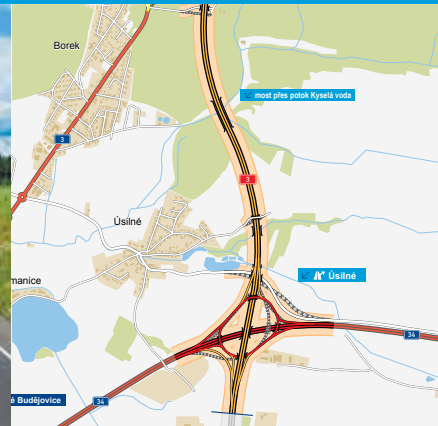 Borek
most přes potok Kyselá voda
3
3
Úsilné
Úsilné
manice
34
34
é Budějovice